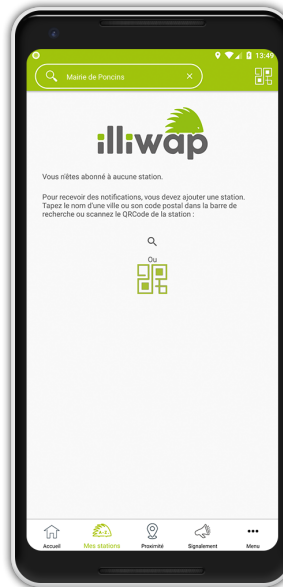 13:49
Mairie de Poncins
illiwap
Vous n'êtes abonné à aucune station.
Pour recevoir des notifications, vous devez ajouter une station.
Tapez le nom d'une ville ou son code postal dans la barre de
recherche ou scannez le QRCode de la station :
Ou
A-Z
Accueil Mes stations Proximité Signalement Menu